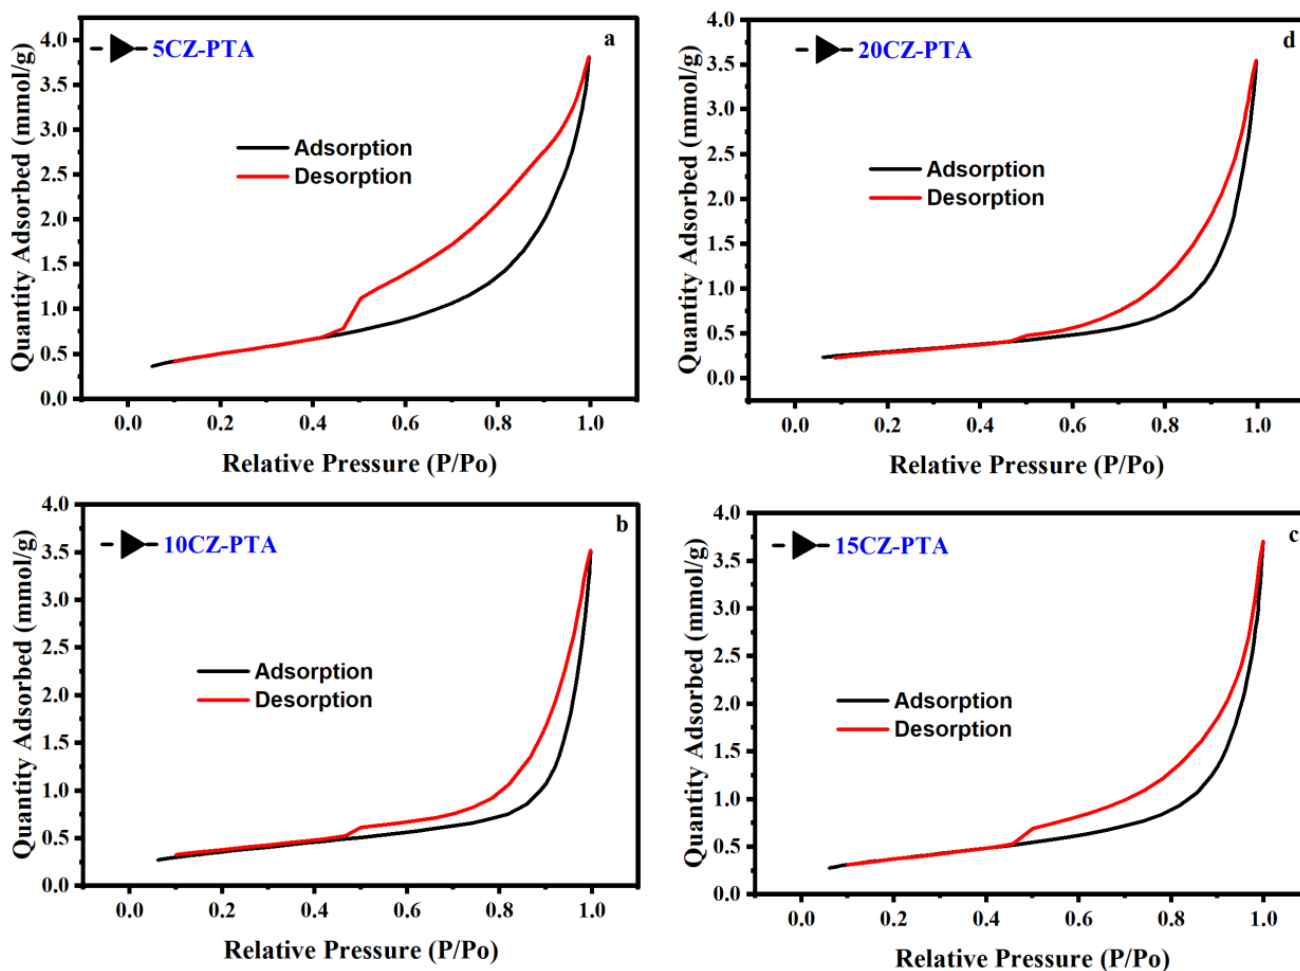 a
5CZ-PTA
Adsorption
Desorption
Quantity Adsorbed (mmol/g)
4.0
3.5
3.0
2.5
2.0
1.5
1.0
0.5
0.0
0.0 0.2 0.4 0.6 0.8 1.0
Relative Pressure (P/Po)
d
20CZ-PTA
Adsorption
Desorption
Quantity Adsorbed (mmol/g)
4.0
3.5
3.0
2.5
2.0
1.5
1.0
0.5
0.0
0.0 0.2 0.4 0.6 0.8 1.0
Relative Pressure (P/Po)
b
10CZ-PTA
Adsorption
Desorption
Quantity Adsorbed (mmol/g)
4.0
3.5
3.0
2.5
2.0
1.5
1.0
0.5
0.0
0.0 0.2 0.4 0.6 0.8 1.0
Relative Pressure (P/Po)
c
15CZ-PTA
Adsorption
Desorption
Quantity Adsorbed (mmol/g)
4.0
3.5
3.0
2.5
2.0
1.5
1.0
0.5
0.0
0.0 0.2 0.4 0.6 0.8 1.0
Relative Pressure (P/Po)